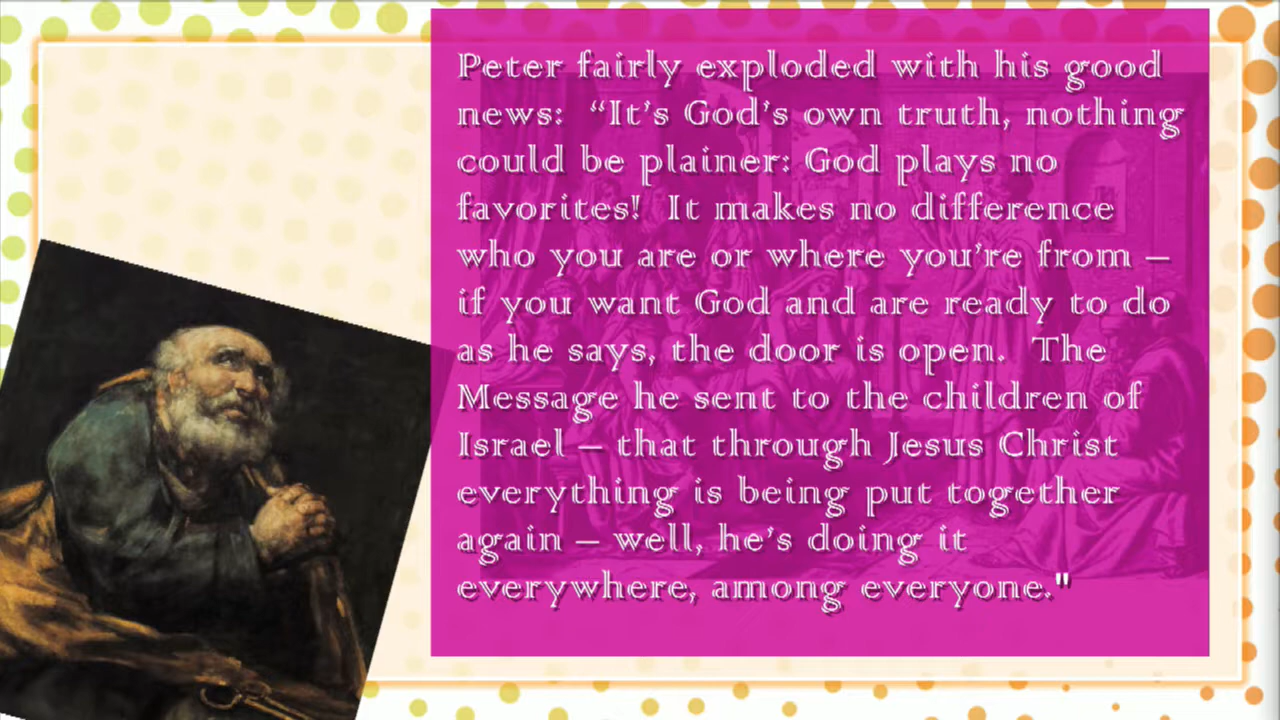 Peter fairly exploded with his good
news:  “It’s God’s own truth, nothing
could be plainer: God plays no
favorites!  It makes no difference
who you are or where you’re from –
if you want God and are ready to do
as he says, the door is open.  The
Message he sent to the children of
Israel – that through Jesus Christ
everything is being put together
again – well, he’s doing it
everywhere, among everyone."